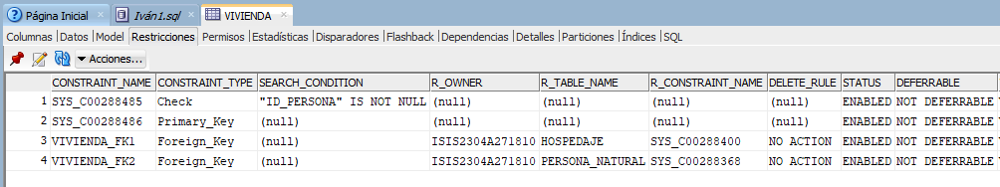 Página Inicial Iván1.sql VIVIENDA
Columnas Datos Model Restricciones Permisos Estadísticas Disparadores Flashback Dependencias Detalles Particiones Índices SQL
Acciones...
CONSTRAINT_NAME CONSTRAINT_TYPE SEARCH_CONDITION R_OWNER R_TABLE_NAME R_CONSTRAINT_NAME DELETE_RULE STATUS DEFERRABLE
1 SYS_C00288485 Check "ID_PERSONA" IS NOT NULL (null) (null) (null) (null) ENABLED NOT DEFERRABLE
2 SYS_C00288486 Primary_Key (null) (null) (null) (null) (null) ENABLED NOT DEFERRABLE
3 VIVIENDA_FK1 Foreign_Key (null) ISIS2304A271810 HOSPEDAJE SYS_C00288400 NO ACTION ENABLED NOT DEFERRABLE
4 VIVIENDA_FK2 Foreign_Key (null) ISIS2304A271810 PERSONA_NATURAL SYS_C00288368 NO ACTION ENABLED NOT DEFERRABLE